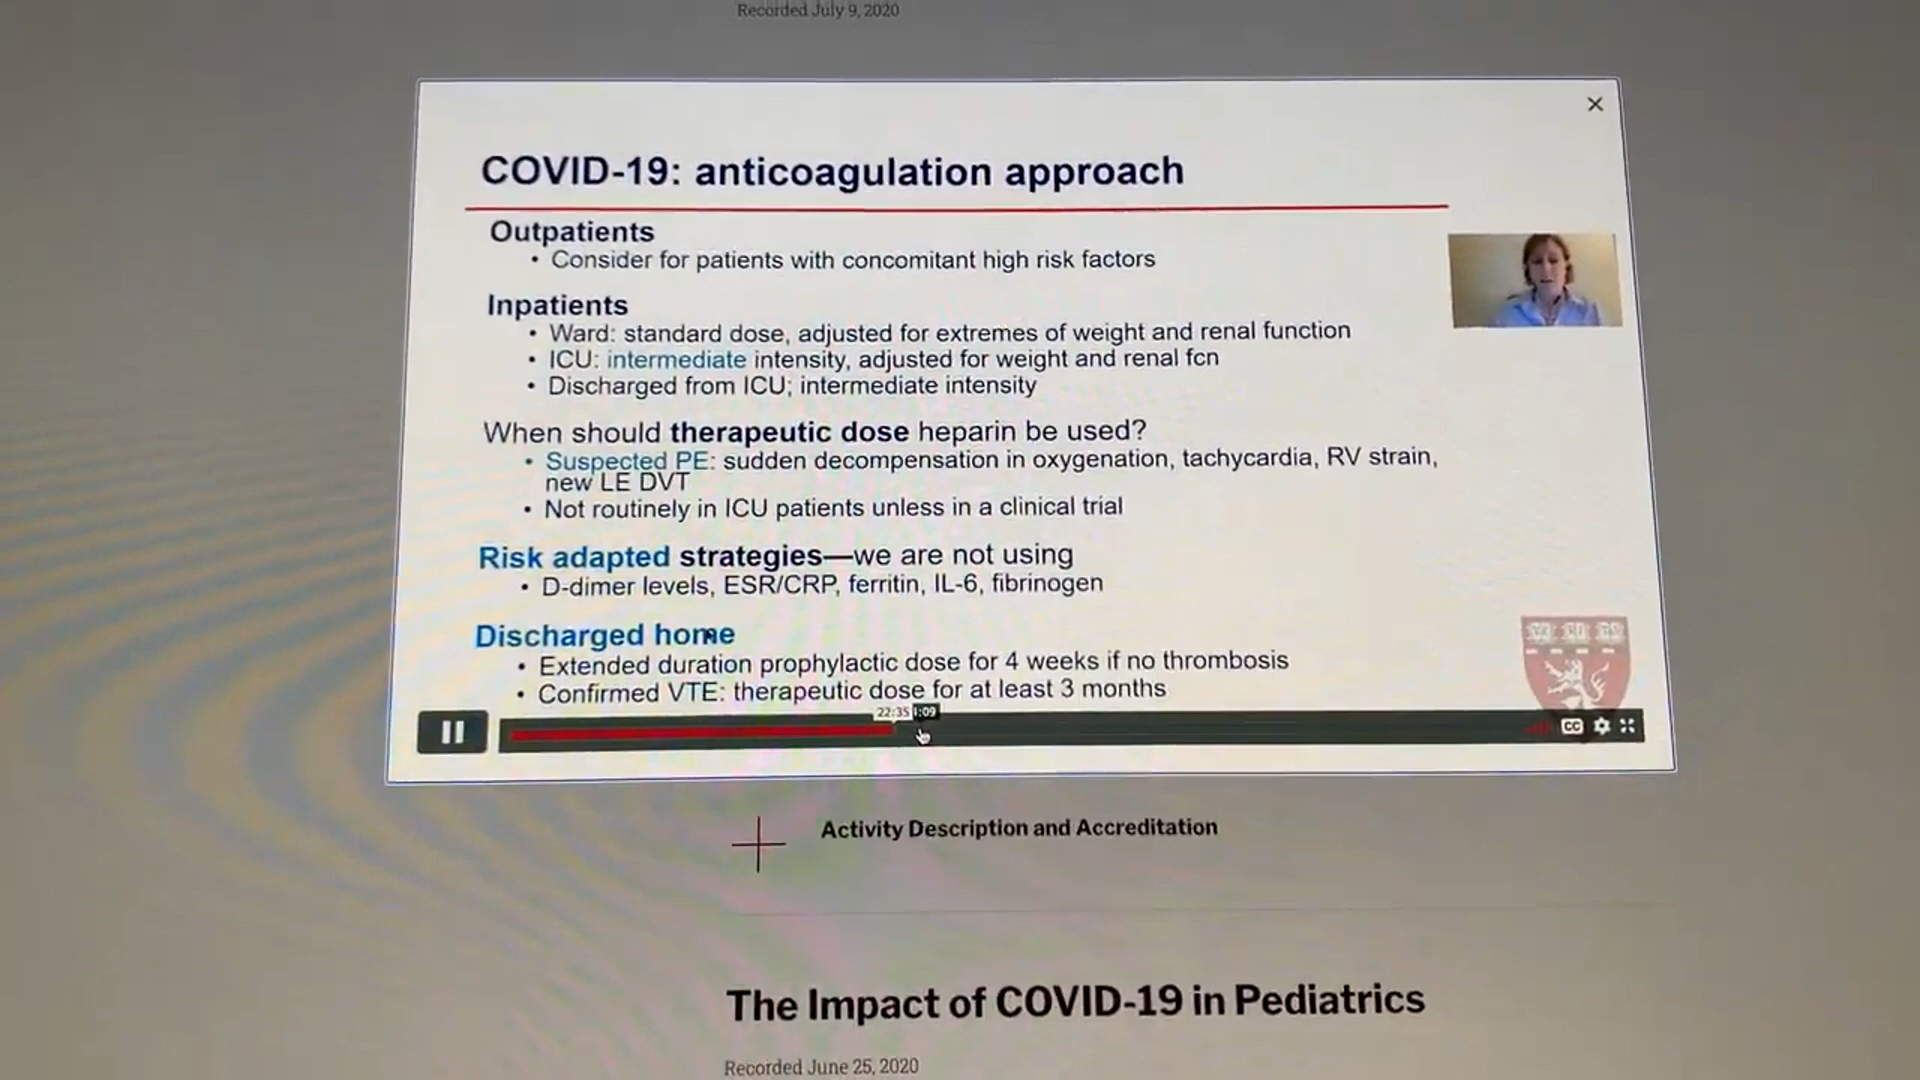 Recorded July 9, 2020
COVID-19: anticoagulation approach
Outpatients
• Consider for patients with concomitant high risk factors
Inpatients
• Ward: standard dose, adjusted for extremes of weight and renal function
• ICU: intermediate intensity, adjusted for weight and renal fcn
• Discharged from ICU; intermediate intensity
When should therapeutic dose heparin be used?
• Suspected PE: sudden decompensation in oxygenation, tachycardia, RV strain,
new LE DVT
• Not routinely in ICU patients unless in a clinical trial
Risk adapted strategies—we are not using
• D-dimer levels, ESR/CRP, ferritin, IL-6, fibrinogen
Discharged home
• Extended duration prophylactic dose for 4 weeks if no thrombosis
• Confirmed VTE: therapeutic dose for at least 3 months
22:35
CC
Activity Description and Accreditation
The Impact of COVID-19 in Pediatrics
Recorded June 25, 2020